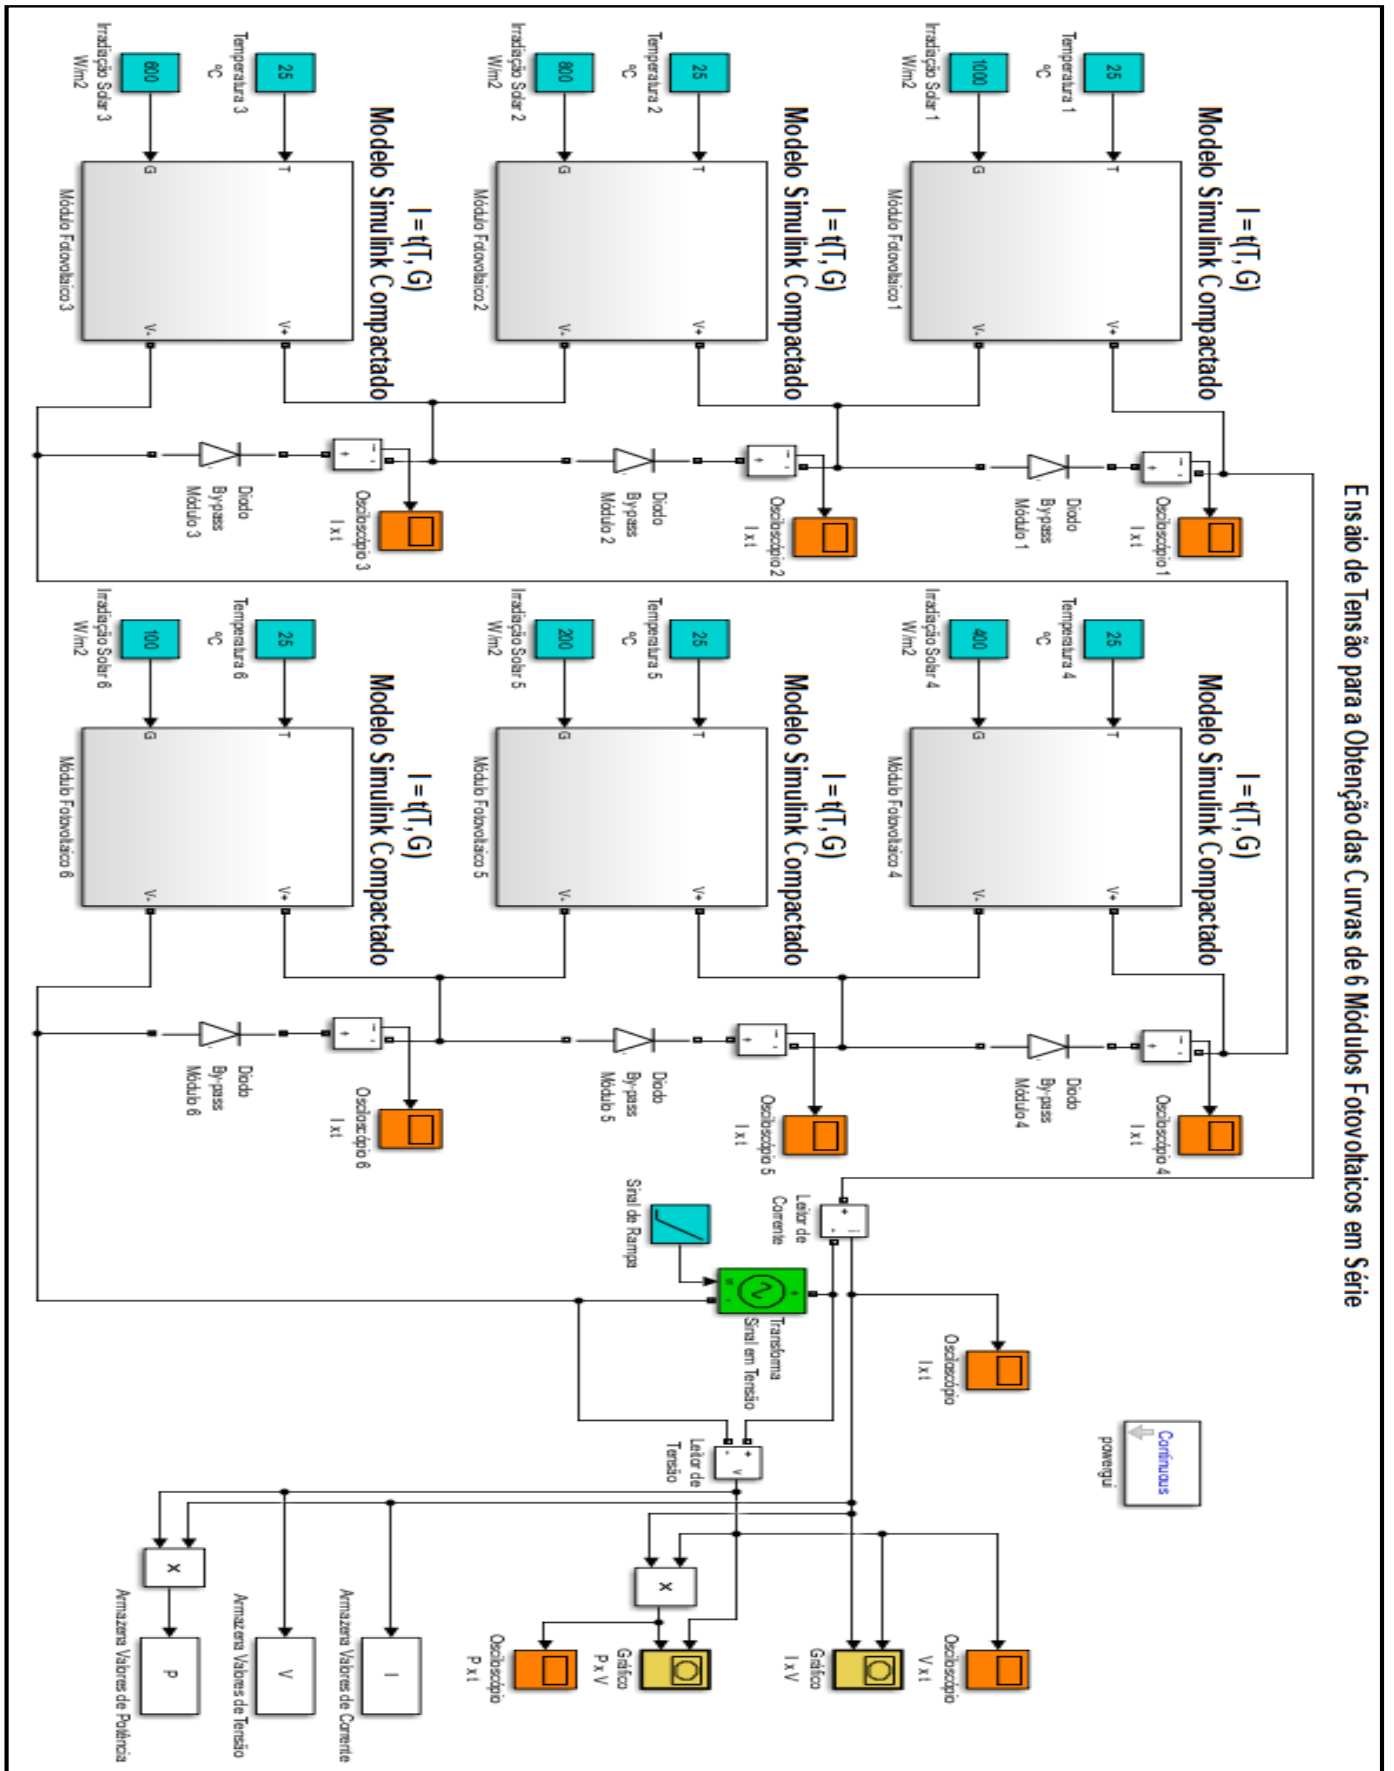 Ensaio de Tensão para a Obtenção das Curvas de 6 Módulos Fotovoltaicos em Série
I = t(T, G)
Modelo Simulink Compactado
25
Temperatura 1
ºC
1000
Irradiação Solar 1
W/m2
T
G
V+
V-
Módulo Fotovoltaico 1
Diodo
By-pass
Módulo 1
i
+
-
Osciloscópio 1
I x t
I = t(T, G)
Modelo Simulink Compactado
25
Temperatura 2
ºC
800
Irradiação Solar 2
W/m2
T
G
V+
V-
Módulo Fotovoltaico 2
Diodo
By-pass
Módulo 2
i
+
-
Osciloscópio 2
I x t
I = t(T, G)
Modelo Simulink Compactado
25
Temperatura 3
ºC
600
Irradiação Solar 3
W/m2
T
G
V+
V-
Módulo Fotovoltaico 3
Diodo
By-pass
Módulo 3
i
+
-
Osciloscópio 3
I x t
I = t(T, G)
Modelo Simulink Compactado
25
Temperatura 4
ºC
400
Irradiação Solar 4
W/m2
T
G
V+
V-
Módulo Fotovoltaico 4
Diodo
By-pass
Módulo 4
i
+
-
Osciloscópio 4
I x t
I = t(T, G)
Modelo Simulink Compactado
25
Temperatura 5
ºC
200
Irradiação Solar 5
W/m2
T
G
V+
V-
Módulo Fotovoltaico 5
Diodo
By-pass
Módulo 5
i
+
-
Osciloscópio 5
I x t
I = t(T, G)
Modelo Simulink Compactado
25
Temperatura 6
ºC
100
Irradiação Solar 6
W/m2
T
G
V+
V-
Módulo Fotovoltaico 6
Diodo
By-pass
Módulo 6
i
+
-
Osciloscópio 6
I x t
Leitor de
Corrente
i
+
-
Sinal de Rampa
Transforma
Sinal em Tensão
+
-
Osciloscópio
I x t
Continuous
powergui
Leitor de
Tensão
+
-
v
Osciloscópio
V x t
Gráfico
I x V
x
Gráfico
P x V
Osciloscópio
P x t
I
Armazena Valores de Corrente
V
Armazena Valores de Tensão
x
P
Armazena Valores de Potência